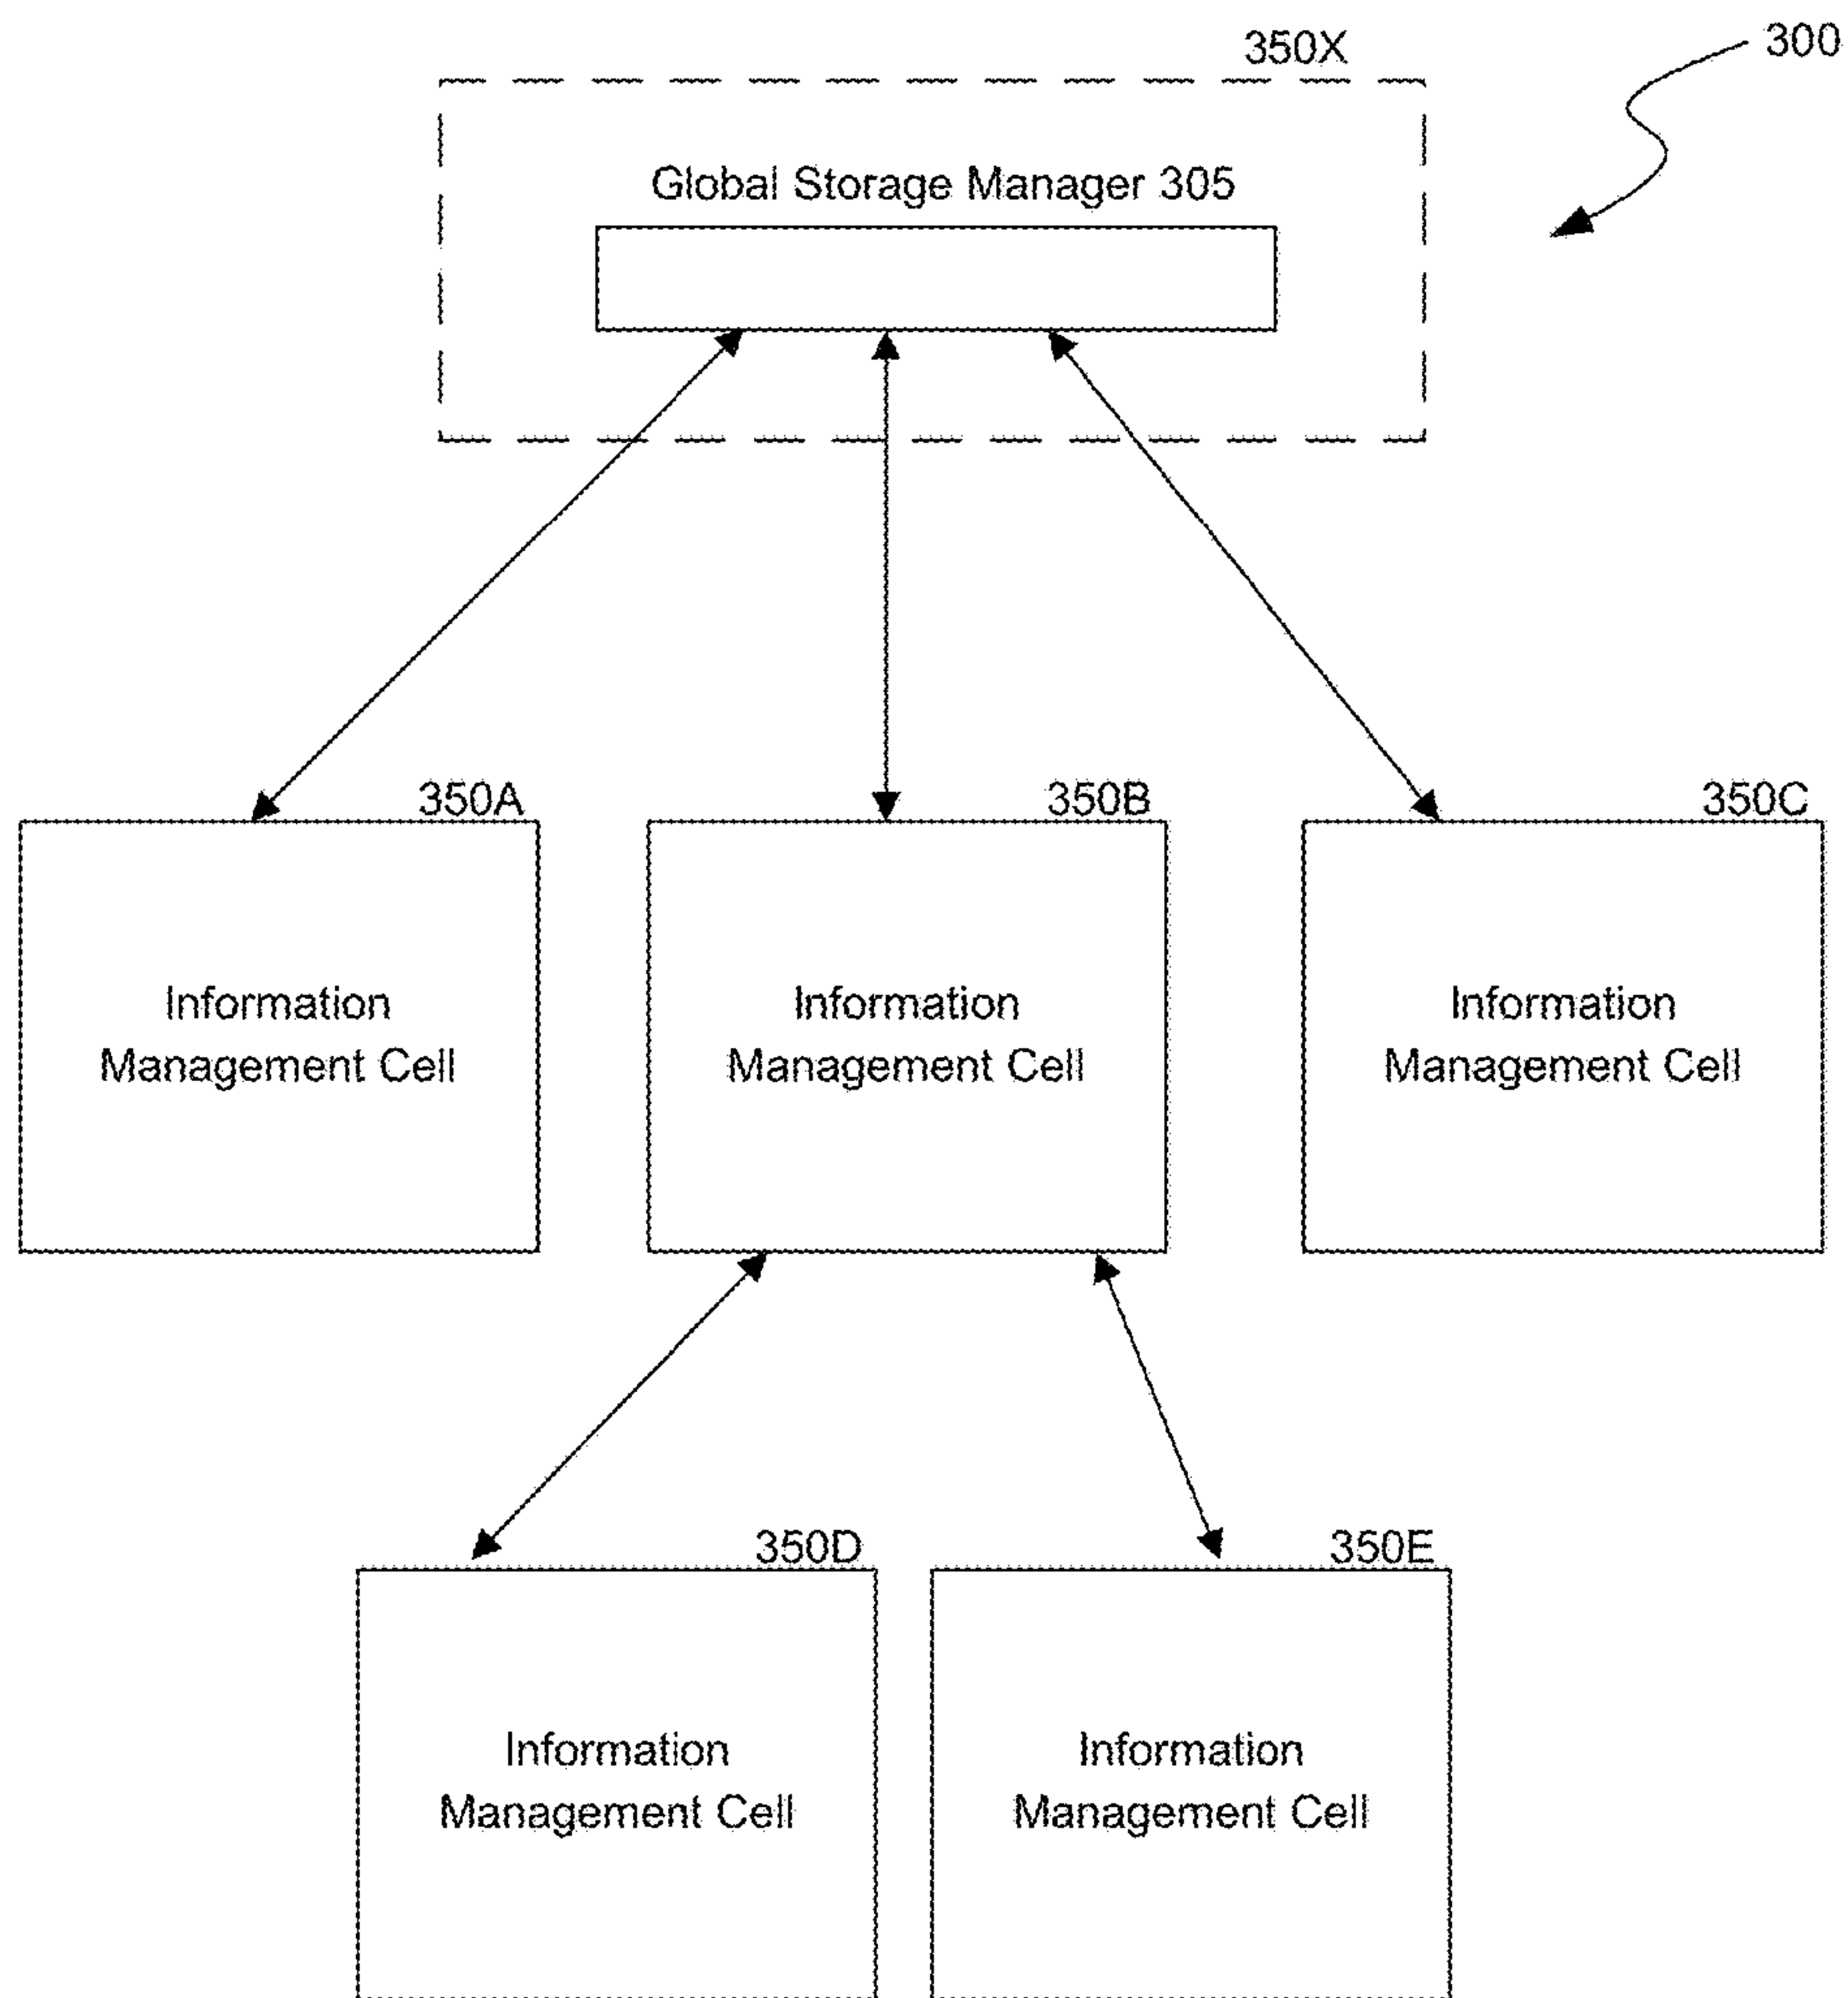 350X
300
Global Storage Manager 305
350A
350B
350C
Information
Management Cell
Information
Management Cell
Information
Management Cell
350D
350E
Information
Management Cell
Information
Management Cell